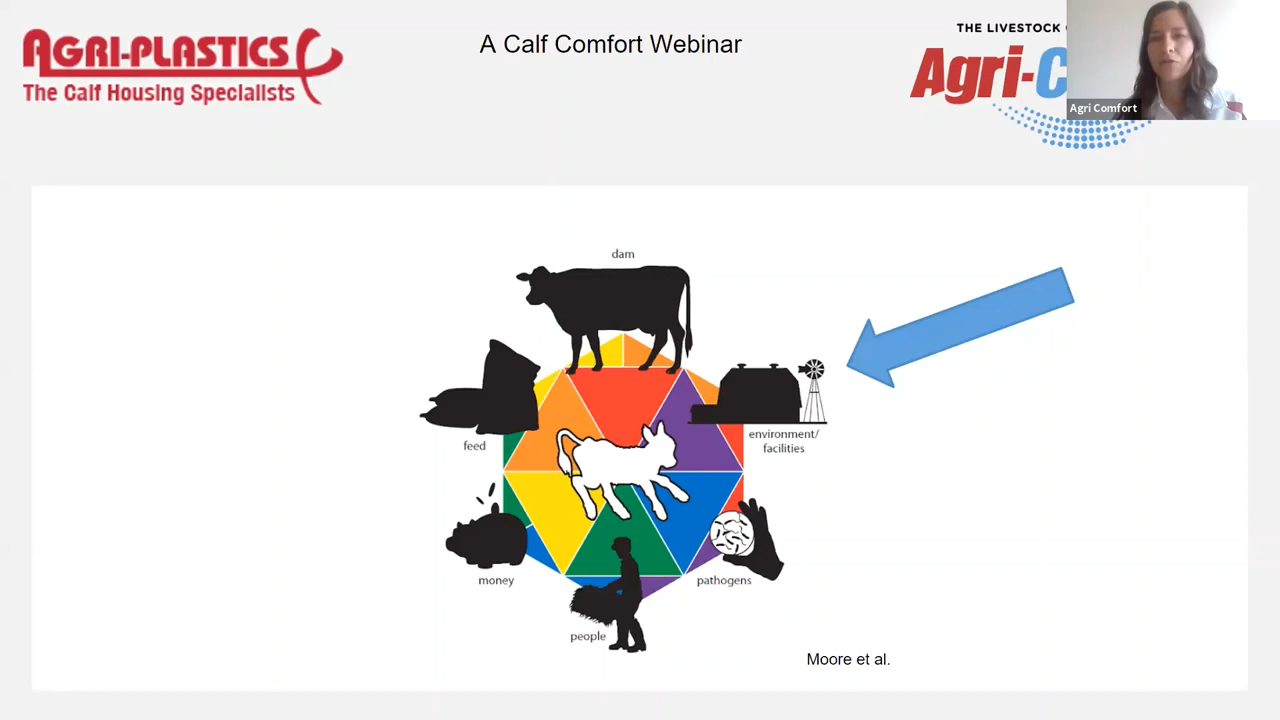 AGRI-PLASTICS
The Calf Housing Specialists
A Calf Comfort Webinar
THE LIVESTOCK
Agri-C
Agri Comfort
dam
feed
environment/
facilities
money
pathogens
people
Moore et al.